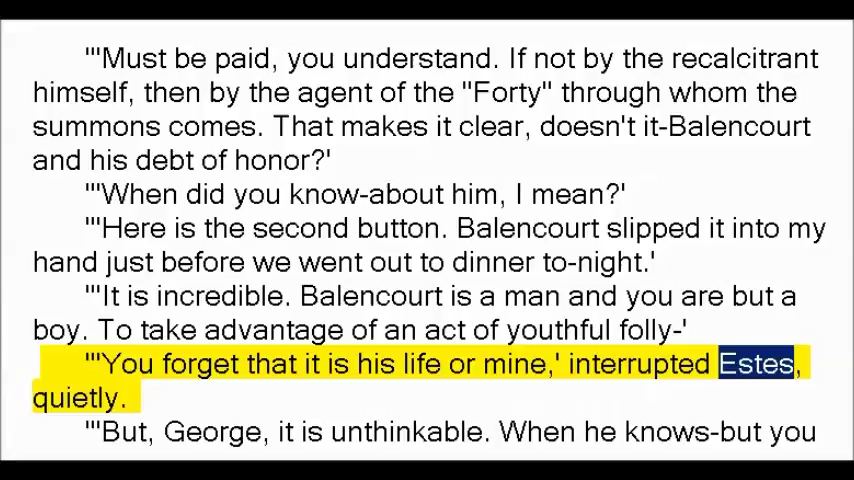 "'Must be paid, you understand. If not by the recalcitrant
himself, then by the agent of the "Forty" through whom the
summons comes. That makes it clear, doesn't it-Balencourt
and his debt of honor?'
"'When did you know-about him, I mean?'
"'Here is the second button. Balencourt slipped it into my
hand just before we went out to dinner to-night.'
"'It is incredible. Balencourt is a man and you are but a
boy. To take advantage of an act of youthful folly-'
"'You forget that it is his life or mine,' interrupted Estes,
quietly.
"'But, George, it is unthinkable. When he knows-but you